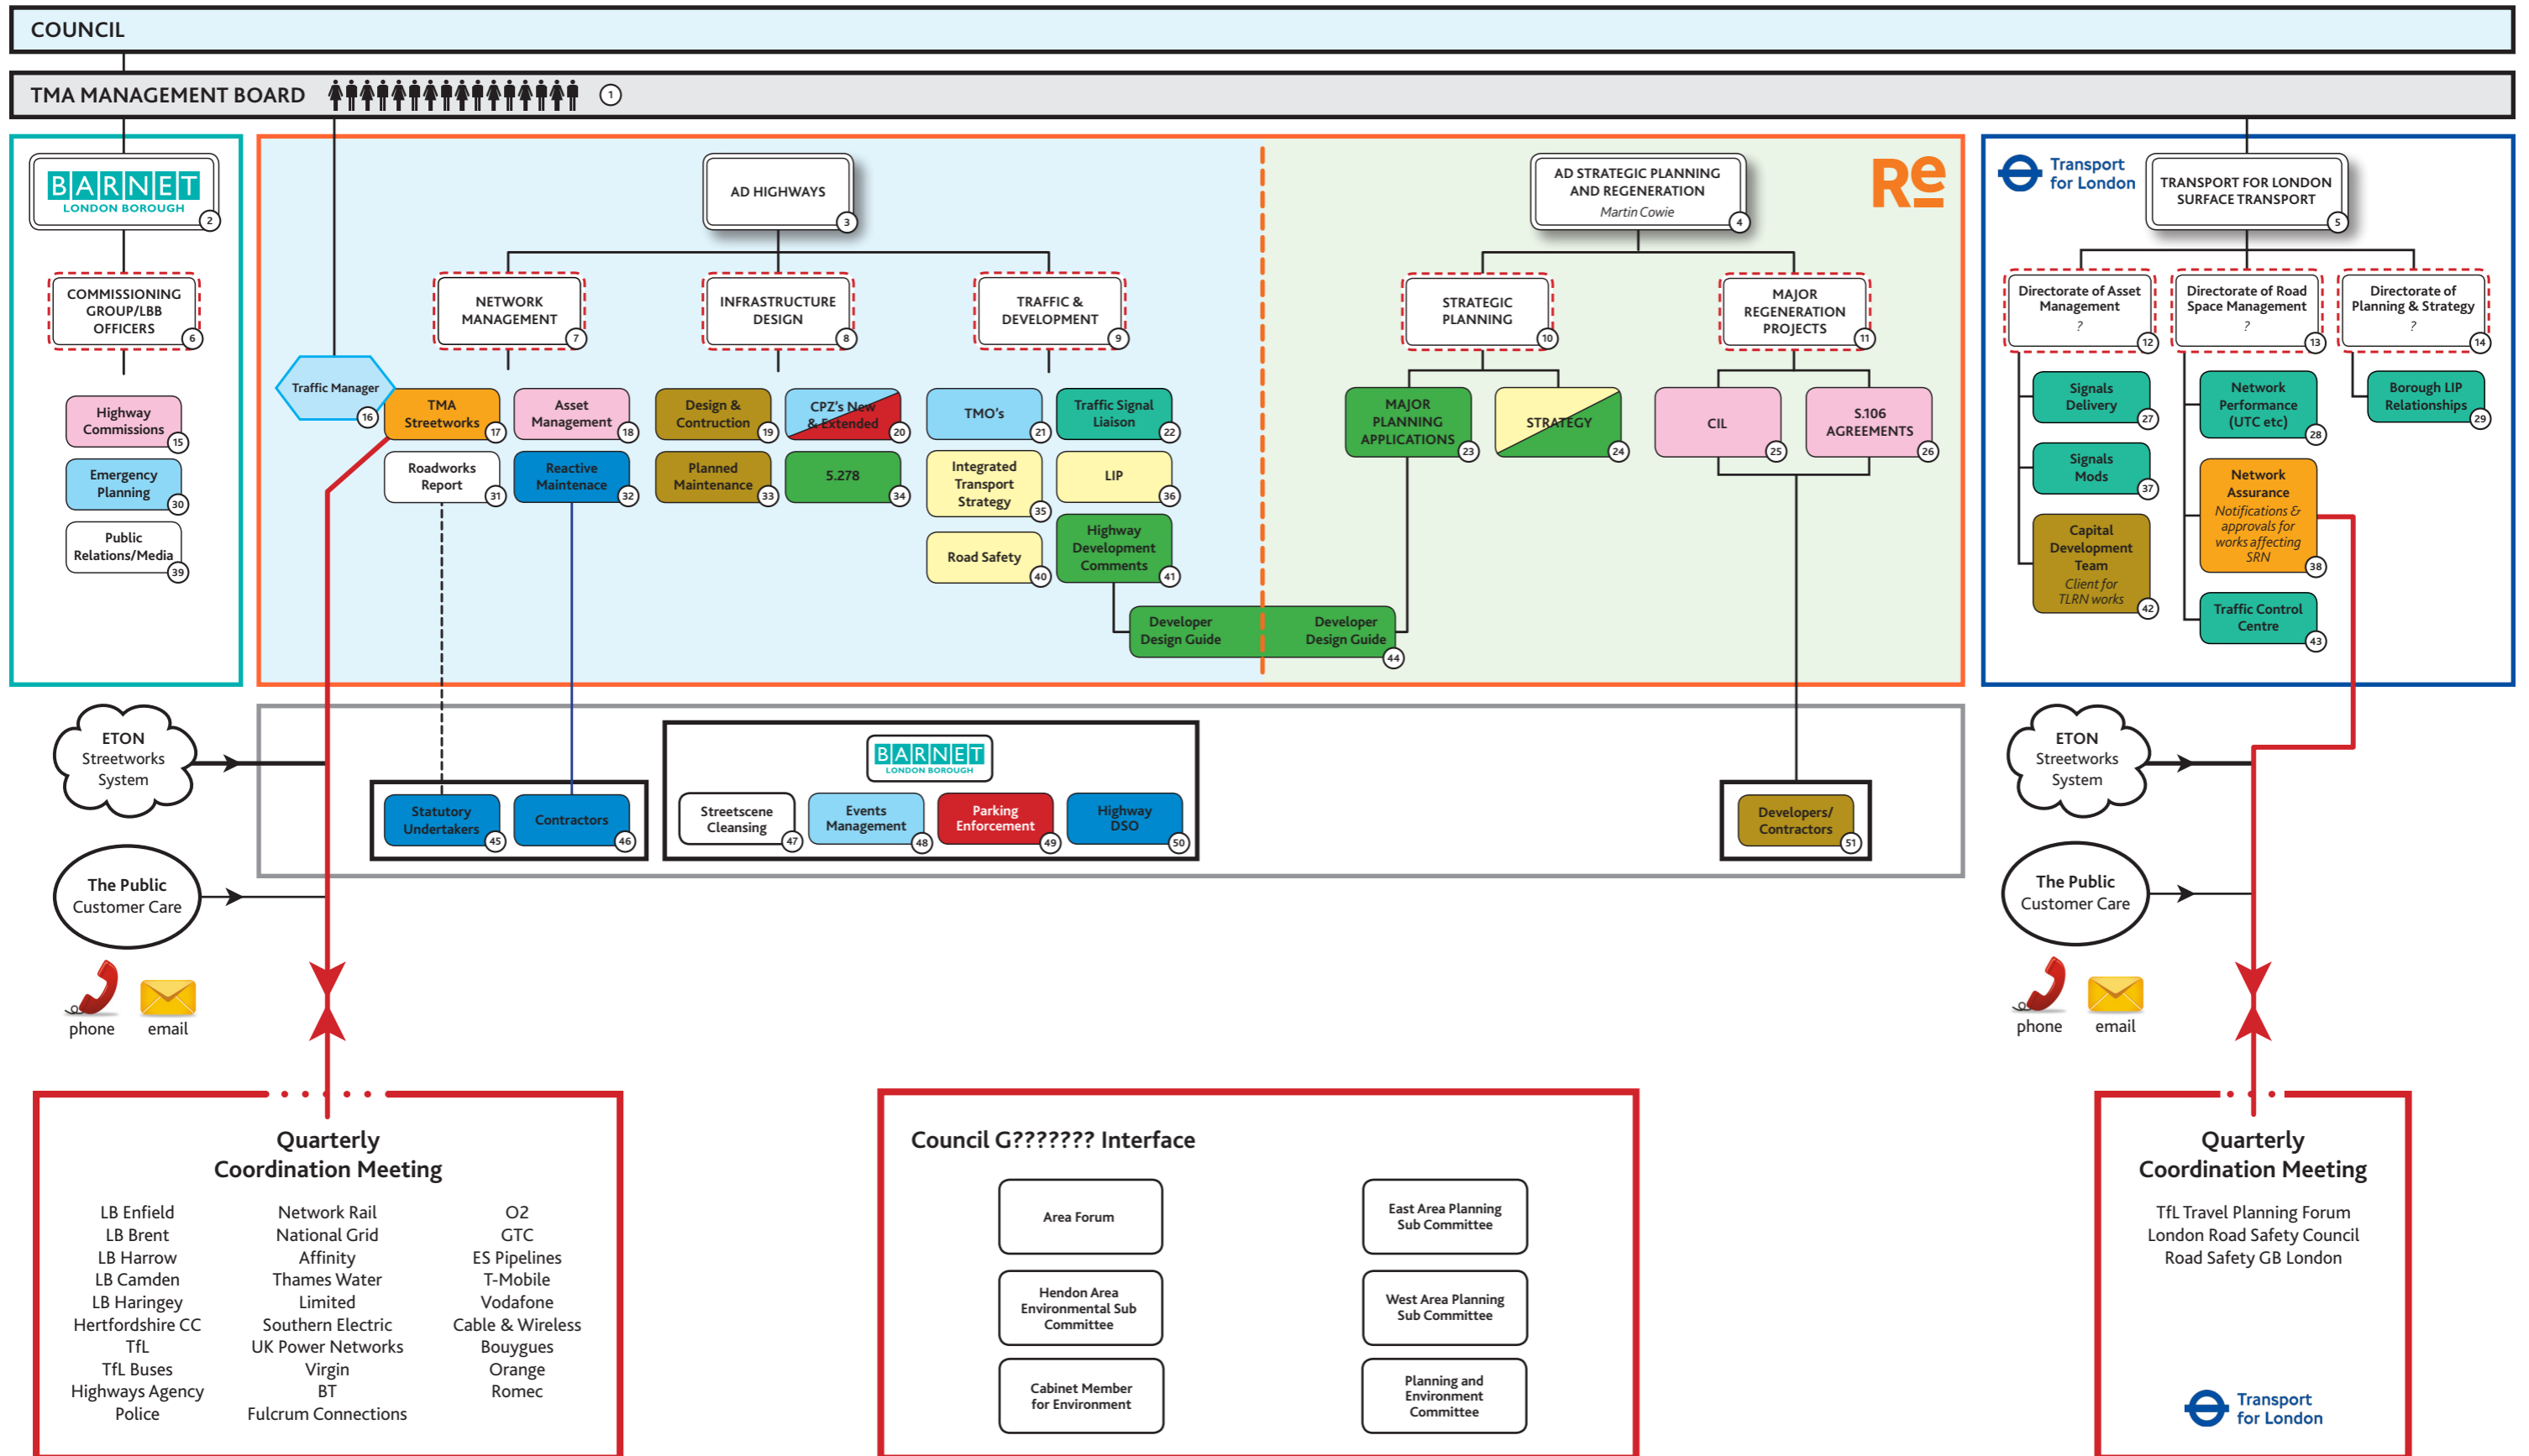 COUNCIL
TMA MANAGEMENT BOARD
1
BARNET
LONDON BOROUGH
2
COMMISSIONING
GROUP/LBB
OFFICERS
6
Highway
Commissions
15
Emergency
Planning
30
Public
Relations/Media
39
AD HIGHWAYS
3
NETWORK
MANAGEMENT
7
INFRASTRUCTURE
DESIGN
8
TRAFFIC &
DEVELOPMENT
9
Traffic Manager
16
TMA
Streetworks
17
Asset
Management
18
Design &
Contruction
19
CPZ's New
& Extended
20
TMO's
21
Traffic Signal
Liaison
22
Roadworks
Report
31
Reactive
Maintenace
32
Planned
Maintenance
33
5.278
34
Integrated
Transport
Strategy
35
LIP
36
Road Safety
40
Highway
Development
Comments
41
Developer
Design Guide
Developer
Design Guide
44
AD STRATEGIC PLANNING
AND REGENERATION
Martin Cowie
4
Re
STRATEGIC
PLANNING
10
MAJOR
REGENERATION
PROJECTS
11
MAJOR
PLANNING
APPLICATIONS
23
STRATEGY
24
CIL
25
S.106
AGREEMENTS
26
Transport
for London
TRANSPORT FOR LONDON
SURFACE TRANSPORT
5
Directorate of Asset
Management
?
12
Directorate of Road
Space Management
?
13
Directorate of
Planning & Strategy
?
14
Signals
Delivery
27
Network
Performance
(UTC etc)
28
Borough LIP
Relationships
29
Signals
Mods
37
Network
Assurance
Notifications &
approvals for
works affecting
SRN
38
Capital
Development
Team
Client for
TLRN works
42
Traffic Control
Centre
43
ETON
Streetworks
System
The Public
Customer Care
phone
email
Statutory
Undertakers
45
Contractors
46
BARNET
LONDON BOROUGH
Streetscene
Cleansing
47
Events
Management
48
Parking
Enforcement
49
Highway
DSO
50
Developers/
Contractors
51
ETON
Streetworks
System
The Public
Customer Care
phone
email
Quarterly
Coordination Meeting
LB Enfield
LB Brent
LB Harrow
LB Camden
LB Haringey
Hertfordshire CC
TfL
TfL Buses
Highways Agency
Police
Network Rail
National Grid
Affinity
Thames Water
Limited
Southern Electric
UK Power Networks
Virgin
BT
Fulcrum Connections
O2
GTC
ES Pipelines
T-Mobile
Vodafone
Cable & Wireless
Bouygues
Orange
Romec
Council G??????? Interface
Area Forum
Hendon Area
Environmental Sub
Committee
Cabinet Member
for Environment
East Area Planning
Sub Committee
West Area Planning
Sub Committee
Planning and
Environment
Committee
Quarterly
Coordination Meeting
TfL Travel Planning Forum
London Road Safety Council
Road Safety GB London
Transport
for London